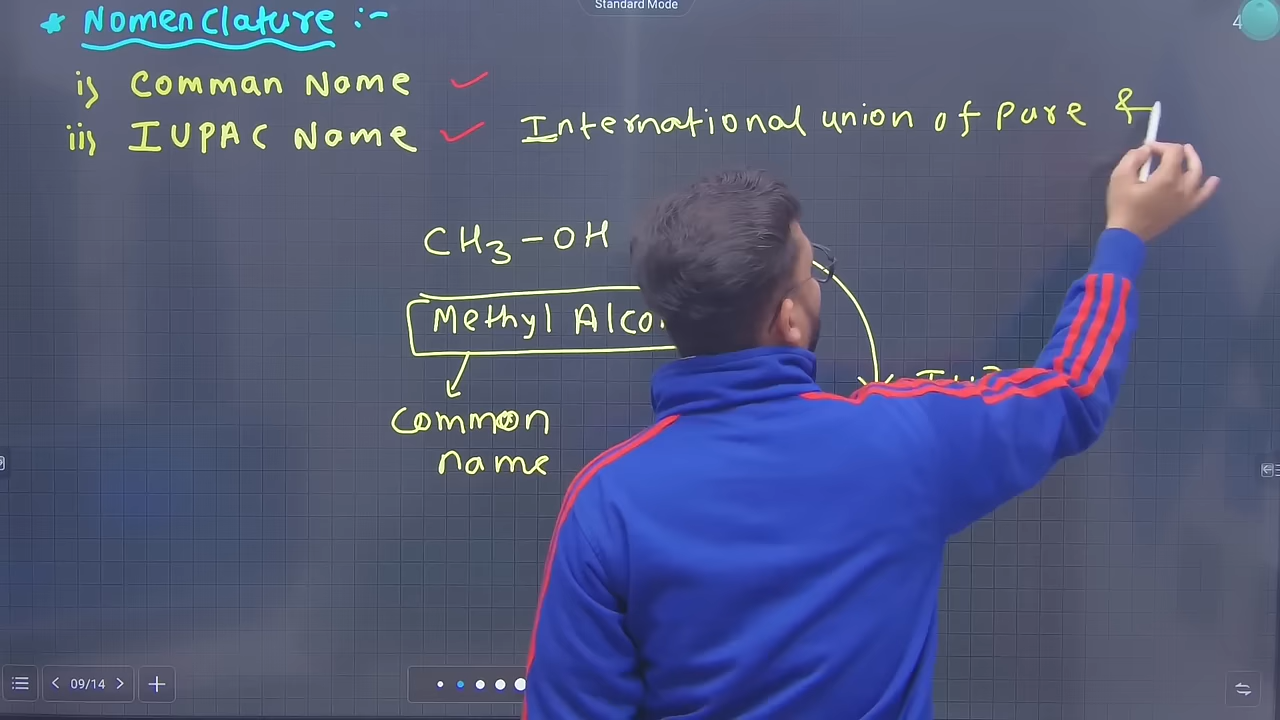 Standard Mode
* Nomenclature :-
4
i) Comman Name
ii) IUPAC Name International union of Pure &
CH3-OH
Methyl Alco
common
name
09/14